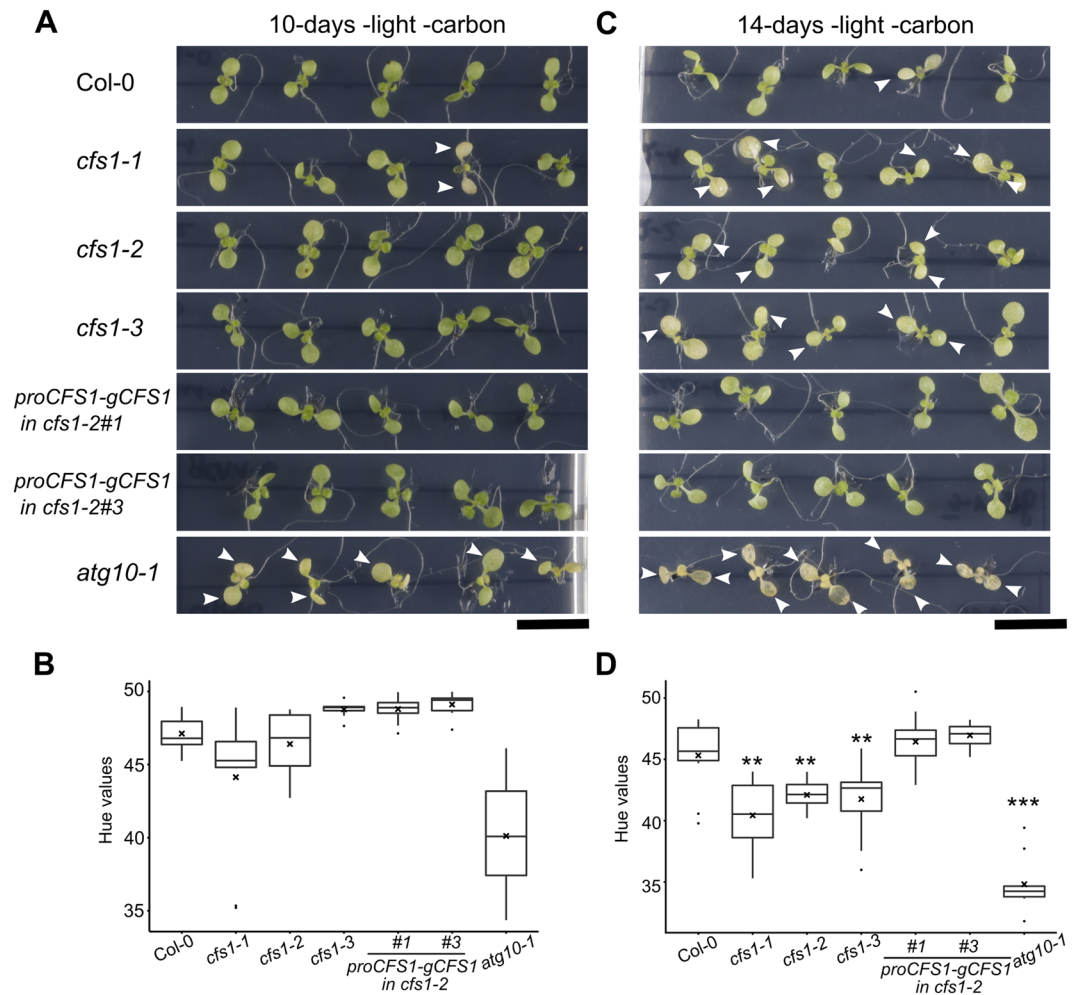 A
10-days -light -carbon
Col-0
cfs1-1
cfs1-2
cfs1-3
proCFS1-gCFS1
in cfs1-2#1
proCFS1-gCFS1
in cfs1-2#3
atg10-1
C
14-days -light -carbon
B
Hue values
50
45
40
35
Col-0
cfs1-1
cfs1-2
cfs1-3
#1
#3
atg10-1
proCFS1-gCFS1
in cfs1-2
D
Hue values
50
45
40
35
**
**
**
***
Col-0
cfs1-1
cfs1-2
cfs1-3
#1
#3
atg10-1
proCFS1-gCFS1
in cfs1-2